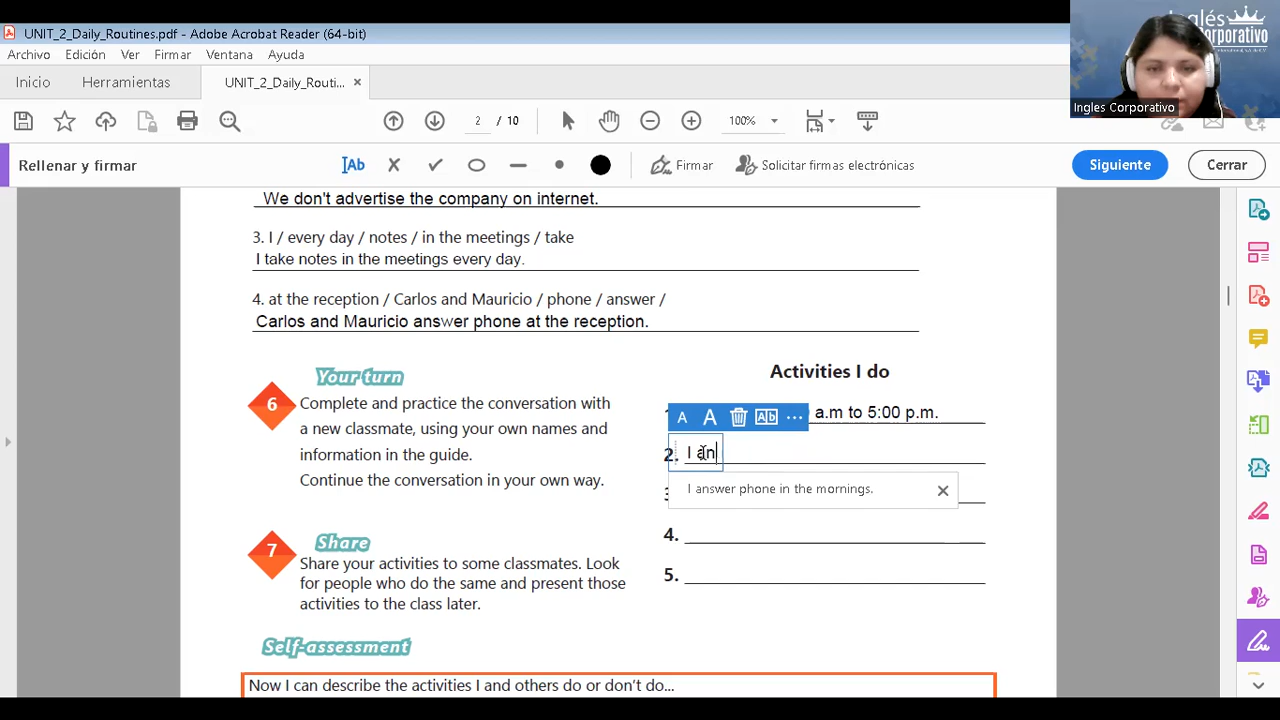 UNIT_2_Daily_Routines.pdf - Adobe Acrobat Reader (64-bit)
Archivo Edición Ver Firmar Ventana Ayuda
Inglés
Corporativo
Ingles Corporativo
Inicio Herramientas UNIT_2_Daily_Routi... ×
2 / 10 100%
Rellenar y firmar
Ab Firmar Solicitar firmas electrónicas Siguiente Cerrar
We don't advertise the company on internet.
3. I / every day / notes / in the meetings / take
I take notes in the meetings every day.
4. at the reception / Carlos and Mauricio / phone / answer /
Carlos and Mauricio answer phone at the reception.
6
Your turn
Complete and practice the conversation with
a new classmate, using your own names and
information in the guide.
Continue the conversation in your own way.
7
Share
Share your activities to some classmates. Look
for people who do the same and present those
activities to the class later.
Activities I do
a.m to 5:00 p.m.
A A Ab ...
2. I an
I answer phone in the mornings.
4.
5.
Self-assessment
Now I can describe the activities I and others do or don't do...